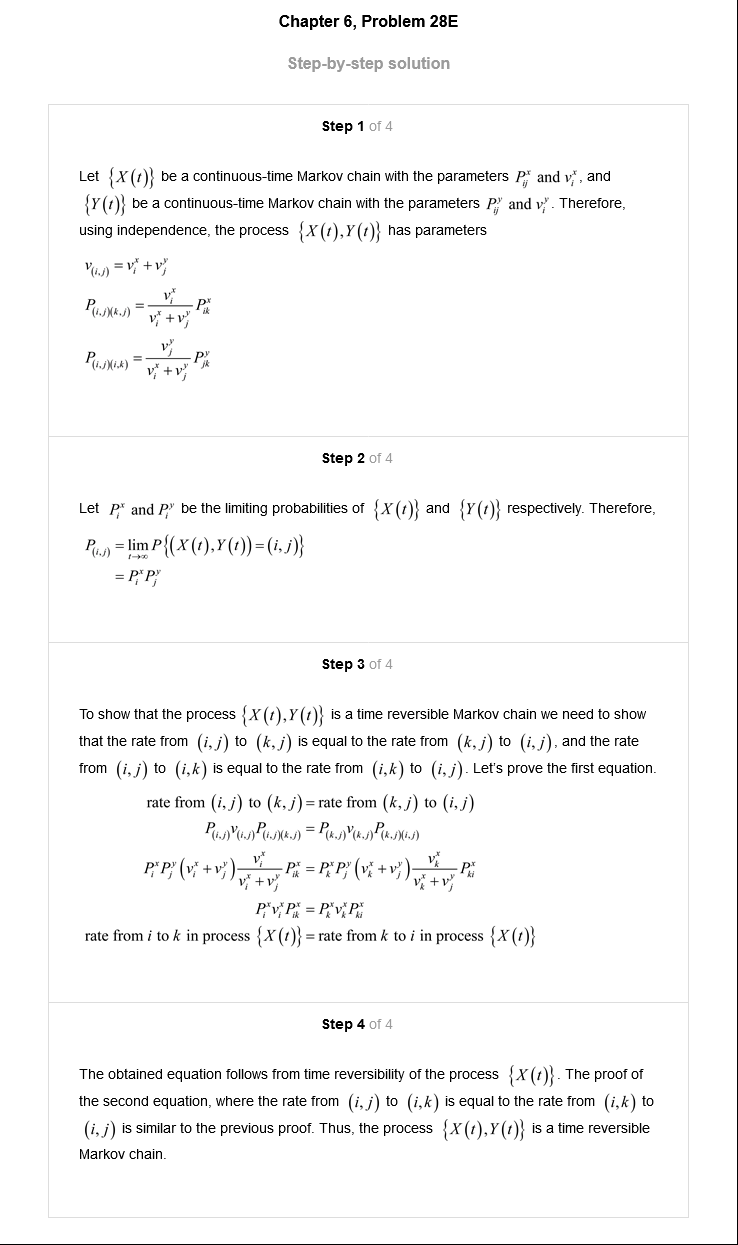 Chapter 6, Problem 28E
Step-by-step solution
Step 1 of 4
Let {X(t)} be a continuous-time Markov chain with the parameters P_{ij}^x and v_i^x, and
{Y(t)} be a continuous-time Markov chain with the parameters P_{ij}^y and v_i^y. Therefore,
using independence, the process {X(t),Y(t)} has parameters
v_{(i,j)} = v_i^x + v_j^y
P_{(i,j)(k,j)} = \frac{v_i^x}{v_i^x + v_j^y} P_{ik}^x
P_{(i,j)(i,k)} = \frac{v_j^y}{v_i^x + v_j^y} P_{jk}^y
Step 2 of 4
Let P_i^x and P_i^y be the limiting probabilities of {X(t)} and {Y(t)} respectively. Therefore,
P_{(i,j)} = \lim_{t→∞} P{(X(t),Y(t)) = (i,j)}
= P_i^x P_j^y
Step 3 of 4
To show that the process {X(t),Y(t)} is a time reversible Markov chain we need to show
that the rate from (i,j) to (k,j) is equal to the rate from (k,j) to (i,j), and the rate
from (i,j) to (i,k) is equal to the rate from (i,k) to (i,j). Let's prove the first equation.
rate from (i,j) to (k,j) = rate from (k,j) to (i,j)
P_{(i,j)} v_{(i,j)} P_{(i,j)(k,j)} = P_{(k,j)} v_{(k,j)} P_{(k,j)(i,j)}
P_i^x P_j^y (v_i^x + v_j^y) \frac{v_i^x}{v_i^x + v_j^y} P_{ik}^x = P_k^x P_j^y (v_k^x + v_j^y) \frac{v_k^x}{v_k^x + v_j^y} P_{ki}^x
P_i^x v_i^x P_{ik}^x = P_k^x v_k^x P_{ki}^x
rate from i to k in process {X(t)} = rate from k to i in process {X(t)}
Step 4 of 4
The obtained equation follows from time reversibility of the process {X(t)}. The proof of
the second equation, where the rate from (i,j) to (i,k) is equal to the rate from (i,k) to
(i,j) is similar to the previous proof. Thus, the process {X(t),Y(t)} is a time reversible
Markov chain.